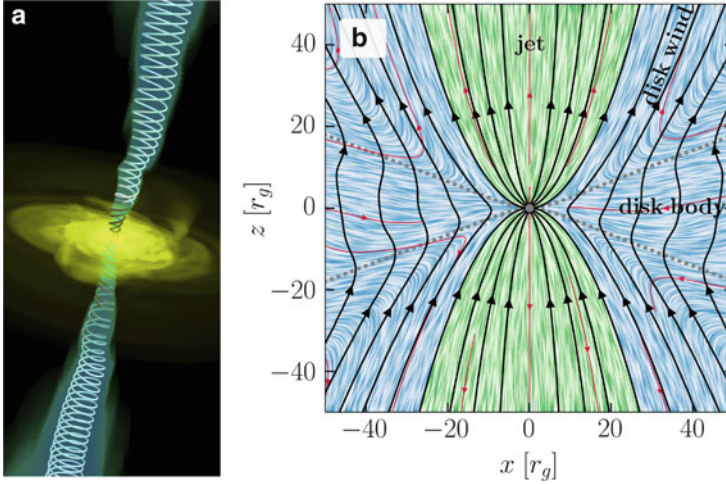 a
b
jet
disk wind
disk body
z [r_g]
40
20
0
−20
−40
−40
−20
0
20
40
x [r_g]